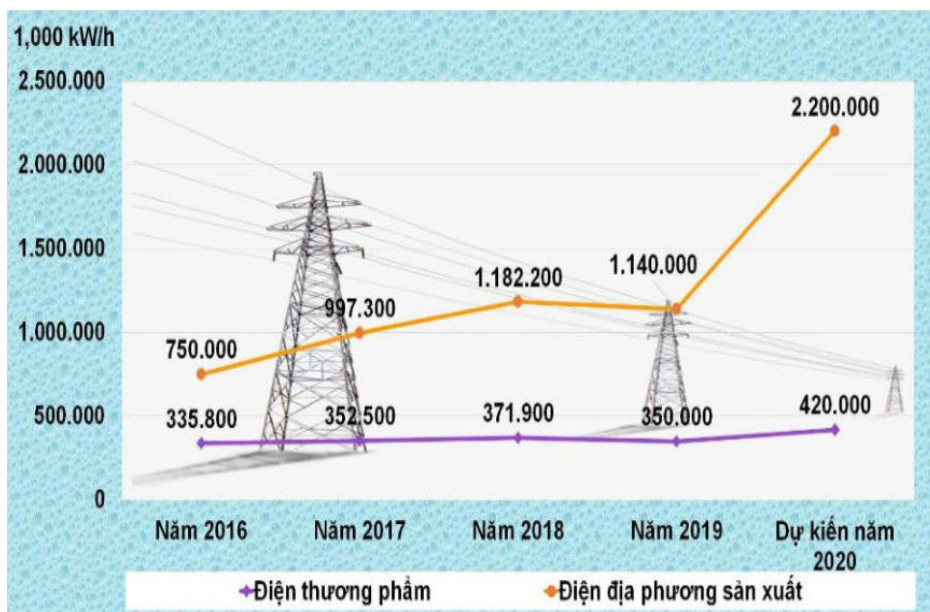 1,000 kW/h
2.500.000
2.000.000
1.500.000
1.000.000
500.000
0
2.200.000
1.140.000
1.182.200
997.300
750.000
335.800
352.500
371.900
350.000
420.000
Năm 2016
Năm 2017
Năm 2018
Năm 2019
Dự kiến năm
2020
Điện thương phẩm
Điện địa phương sản xuất